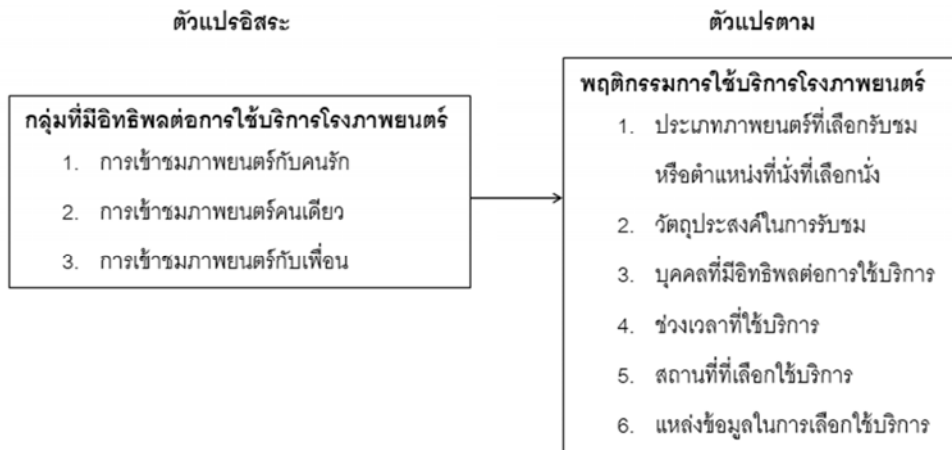 ตัวแปรอิสระ
กลุ่มที่มีอิทธิพลต่อการใช้บริการโรงภาพยนตร์
1. การเข้าชมภาพยนตร์กับคนรัก
2. การเข้าชมภาพยนตร์คนเดียว
3. การเข้าชมภาพยนตร์กับเพื่อน
ตัวแปรตาม
พฤติกรรมการใช้บริการโรงภาพยนตร์
1. ประเภทภาพยนตร์ที่เลือกรับชม
หรือตำแหน่งที่นั่งที่เลือกนั่ง
2. วัตถุประสงค์ในการรับชม
3. บุคคลที่มีอิทธิพลต่อการใช้บริการ
4. ช่วงเวลาที่ใช้บริการ
5. สถานที่ที่เลือกใช้บริการ
6. แหล่งข้อมูลในการเลือกใช้บริการ